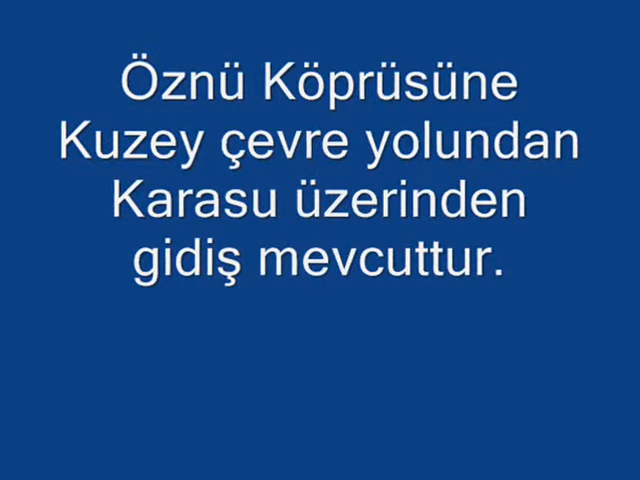 Öznü Köprüsüne
Kuzey çevre yolundan
Karasu üzerinden
gidiş mevcuttur.